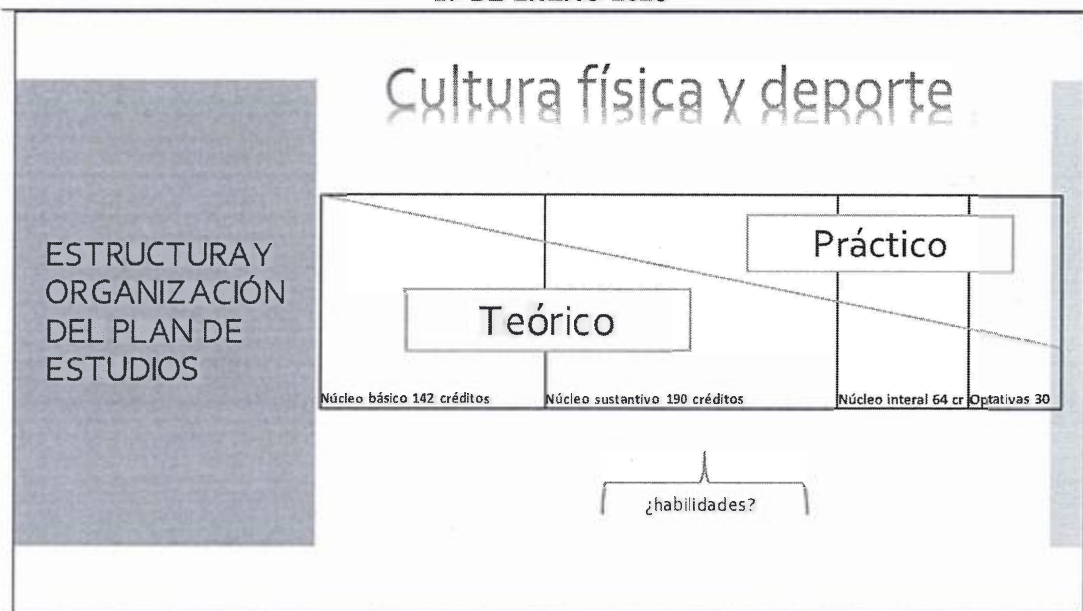 Cultura física y deporte
ESTRUCTURA Y
ORGANIZACIÓN
DEL PLAN DE
ESTUDIOS
Práctico
Teórico
Núcleo básico 142 créditos
Núcleo sustantivo 190 créditos
Núcleo interal 64 cr
Optativas 30
¿habilidades?